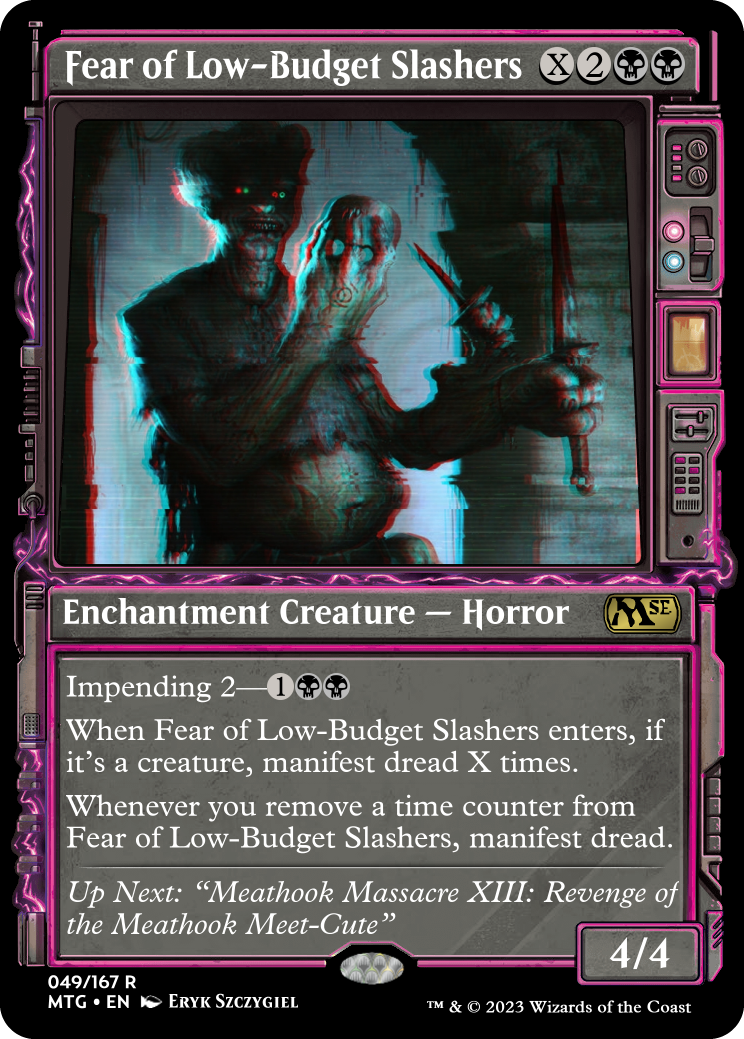 Fear of Low-Budget Slashers X 2
Enchantment Creature — Horror MSE
Impending 2—1
When Fear of Low-Budget Slashers enters, if
it's a creature, manifest dread X times.
Whenever you remove a time counter from
Fear of Low-Budget Slashers, manifest dread.
Up Next: “Meathook Massacre XIII: Revenge of
the Meathook Meet-Cute”
4/4
049/167 R
MTG • EN Eryk Szczygiel
™ & © 2023 Wizards of the Coast